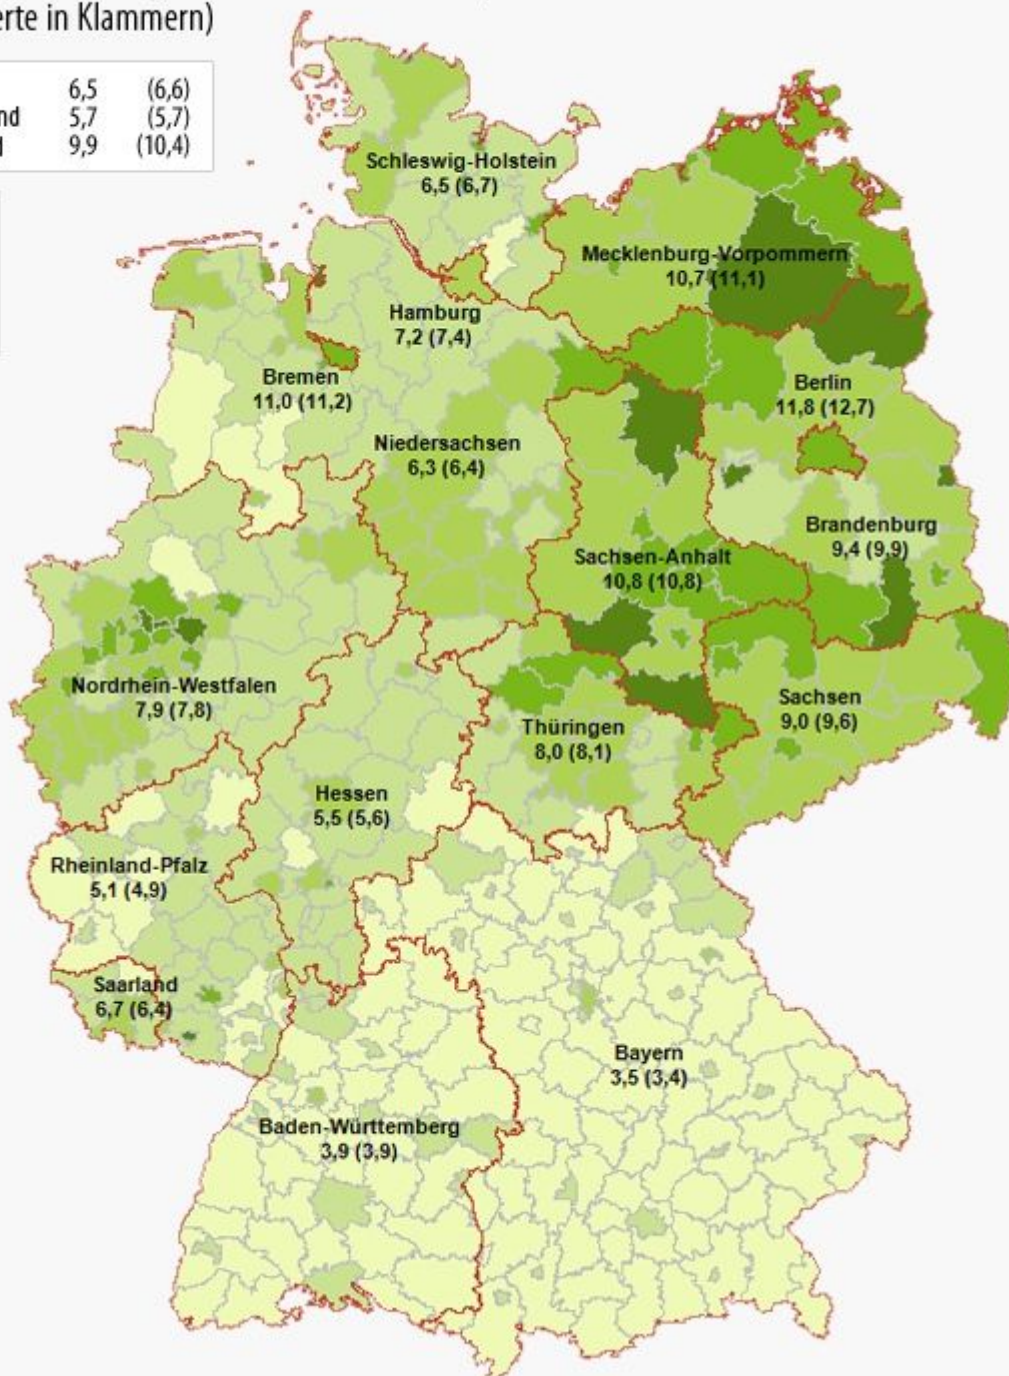 erte in Klammern)
6,5 (6,6)
nd 5,7 (5,7)
9,9 (10,4)
Schleswig-Holstein
6,5 (6,7)
Mecklenburg-Vorpommern
10,7 (11,1)
Hamburg
7,2 (7,4)
Bremen
11,0 (11,2)
Berlin
11,8 (12,7)
Niedersachsen
6,3 (6,4)
Brandenburg
9,4 (9,9)
Sachsen-Anhalt
10,8 (10,8)
Nordrhein-Westfalen
7,9 (7,8)
Sachsen
9,0 (9,6)
Thüringen
8,0 (8,1)
Hessen
5,5 (5,6)
Rheinland-Pfalz
5,1 (4,9)
Saarland
6,7 (6,4)
Bayern
3,5 (3,4)
Baden-Württemberg
3,9 (3,9)